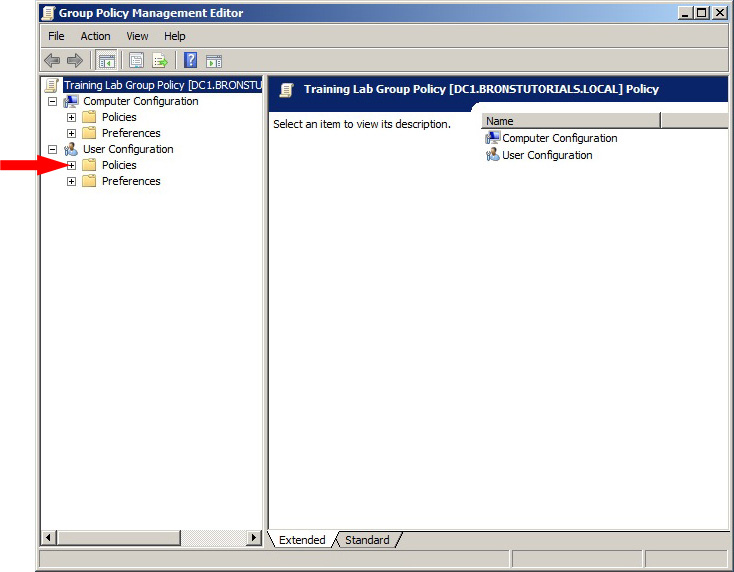 Group Policy Management Editor
File Action View Help
Training Lab Group Policy [DC1.BRONSTU
Computer Configuration
Policies
Preferences
User Configuration
Policies
Preferences
Training Lab Group Policy [DC1.BRONSTUTORIALS.LOCAL] Policy
Select an item to view its description.
Name
Computer Configuration
User Configuration
Extended Standard